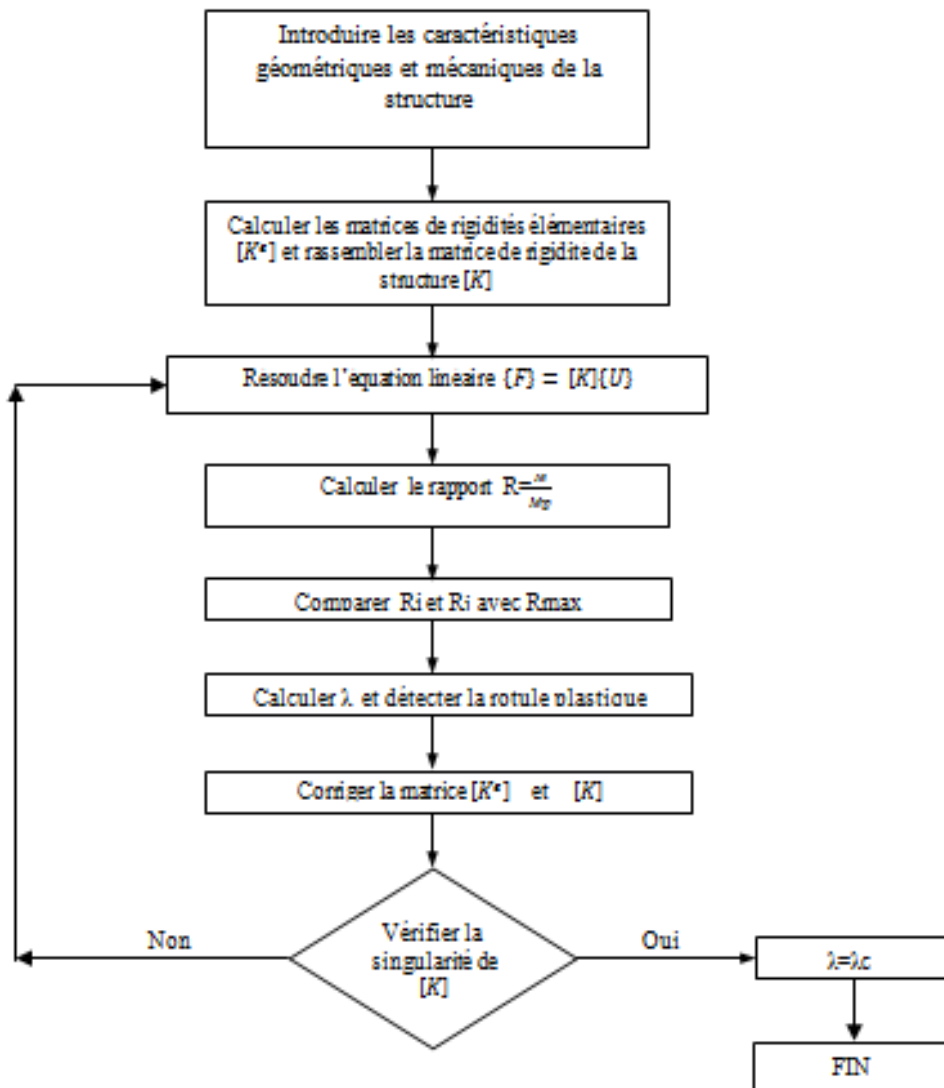 Introduire les caractéristiques
géométriques et mécaniques de la
structure
Calculer les matrices de rigidités élémentaires
[Kᵉ] et rassembler la matrice de rigidite de la
structure [K]
Resoudre l'equation lineaire {F} = [K]{U}
Calculer le rapport R=M/Mp
Comparer Ri et Rj avec Rmax
Calculer λ et détecter la rotule plastique
Corriger la matrice [Kᵉ] et [K]
Vérifier la
singularité de
[K]
Non
Oui
λ=λc
FIN